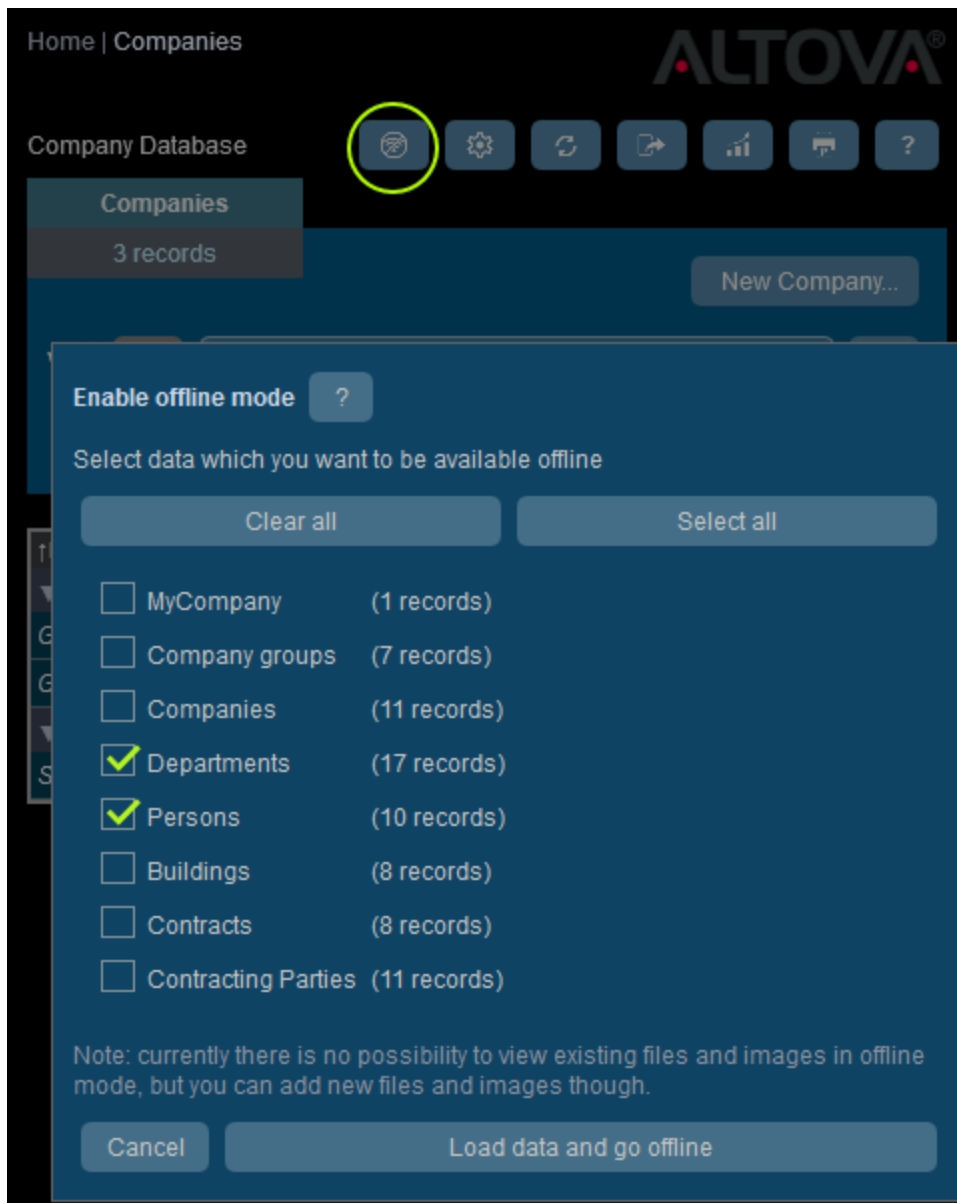 Home | Companies
ALTOVA®
Company Database
?
Companies
3 records
New Company...
Enable offline mode ?
Select data which you want to be available offline
Clear all Select all
MyCompany (1 records)
Company groups (7 records)
Companies (11 records)
Departments (17 records)
Persons (10 records)
Buildings (8 records)
Contracts (8 records)
Contracting Parties (11 records)
Note: currently there is no possibility to view existing files and images in offline
mode, but you can add new files and images though.
Cancel Load data and go offline